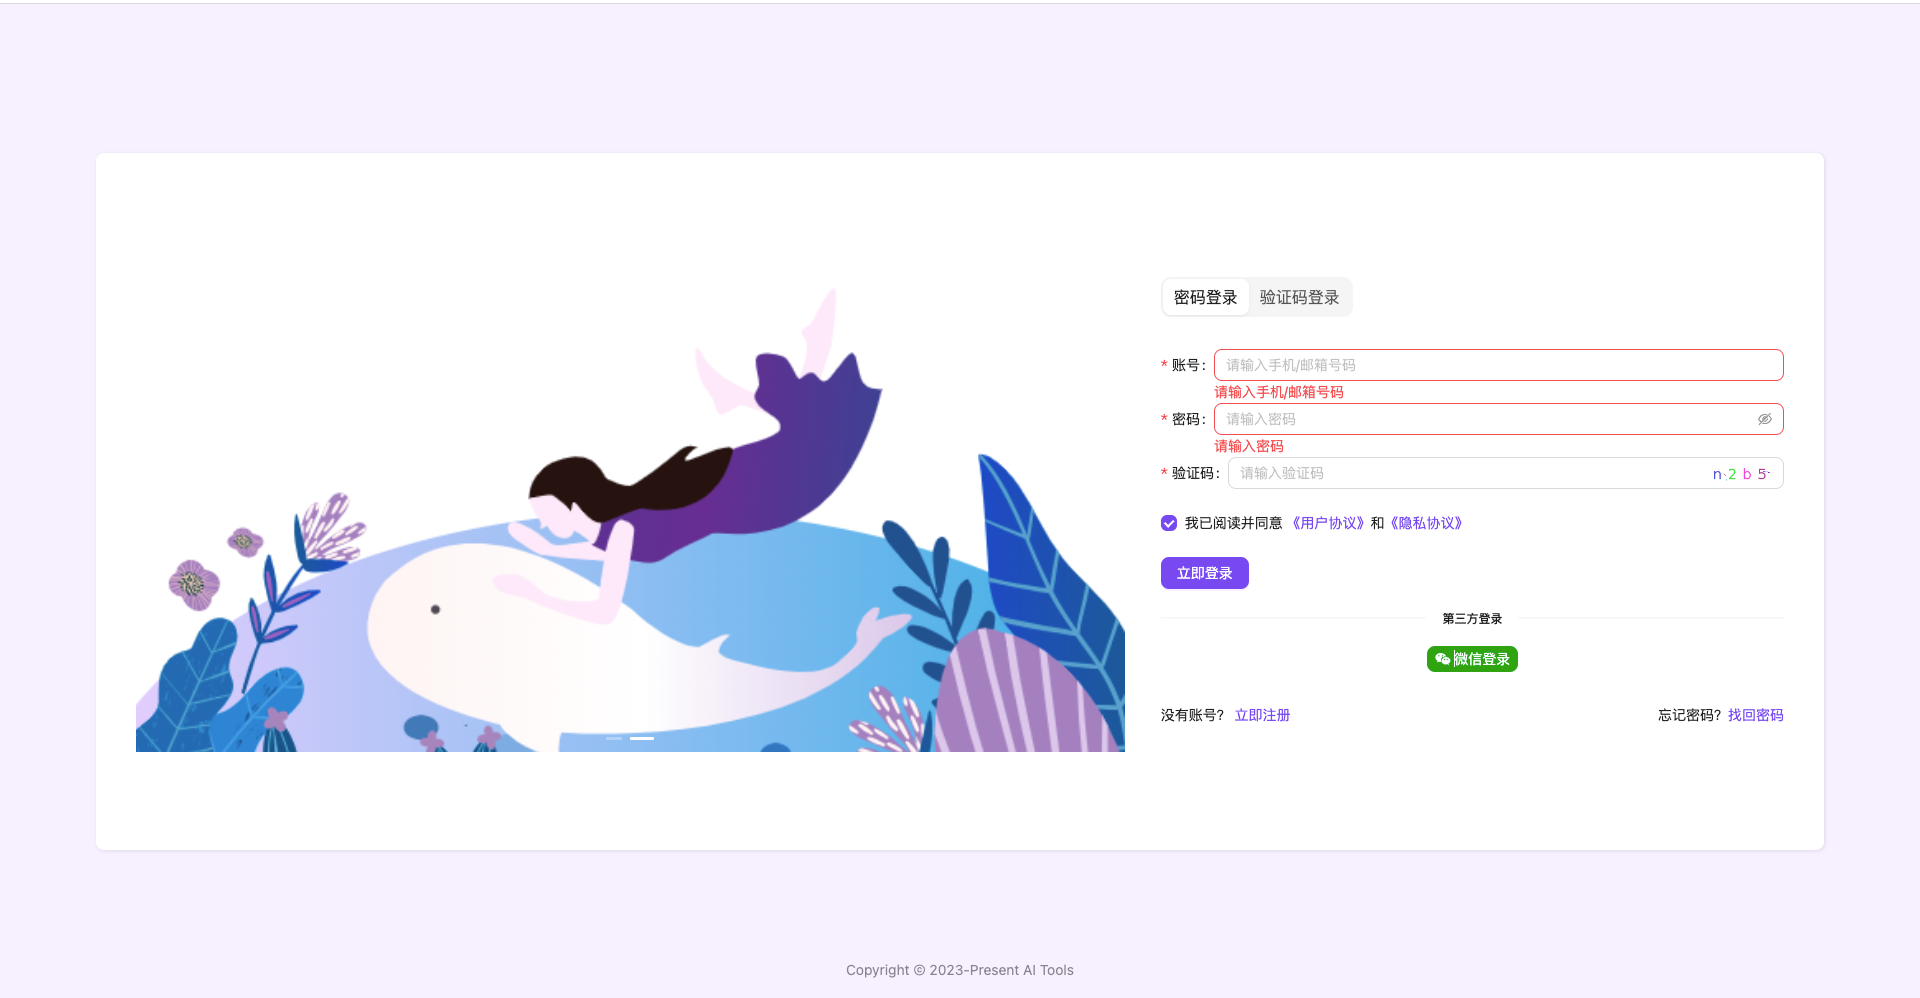 密码登录 验证码登录
* 账号: 请输入手机/邮箱号码
请输入手机/邮箱号码
* 密码: 请输入密码
请输入密码
* 验证码: 请输入验证码 n 2 b 5
我已阅读并同意 《用户协议》和《隐私协议》
立即登录
第三方登录
微信登录
没有账号? 立即注册 忘记密码? 找回密码
Copyright © 2023-Present AI Tools